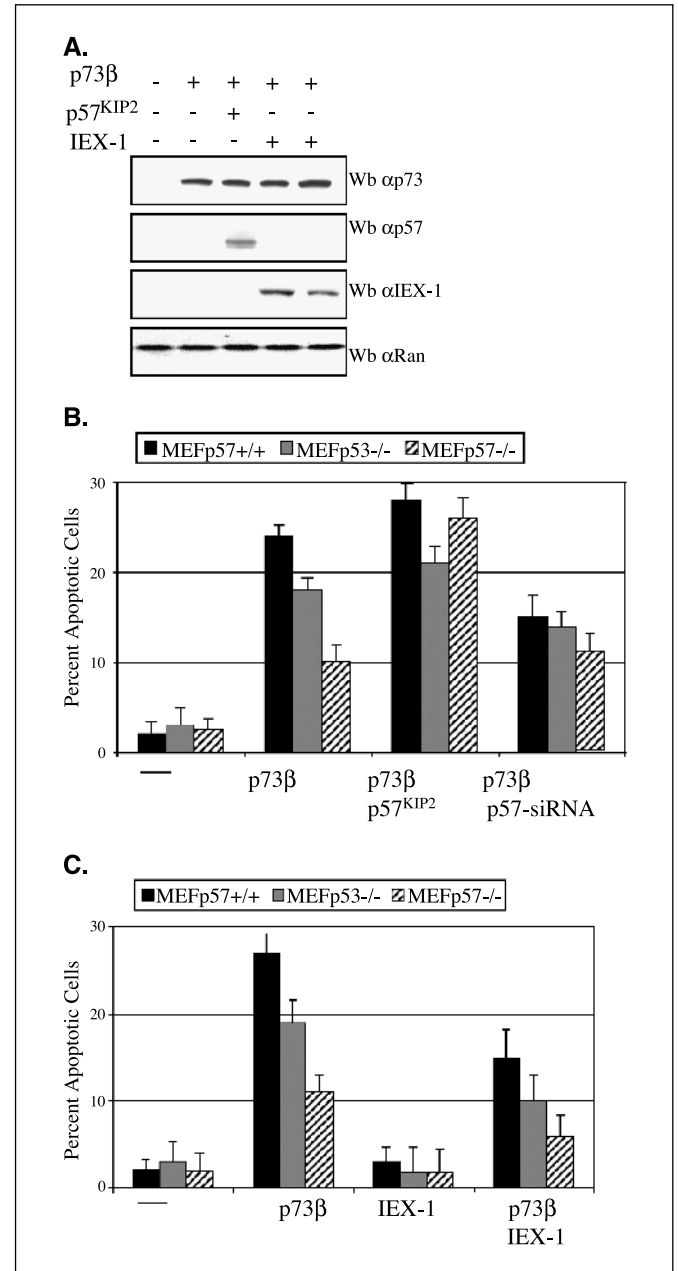 A.
p73β - + + + +
p57KIP2 - - + - -
IEX-1 - - - + +
Wb αp73
Wb αp57
Wb αIEX-1
Wb αRan
B.
MEFp57+/+ MEFp53-/- MEFp57-/-
Percent Apoptotic Cells
30
20
10
0
— p73β p73β p73β
p57KIP2 p57-siRNA
C.
MEFp57+/+ MEFp53-/- MEFp57-/-
Percent Apoptotic Cells
30
20
10
0
— p73β IEX-1 p73β
IEX-1